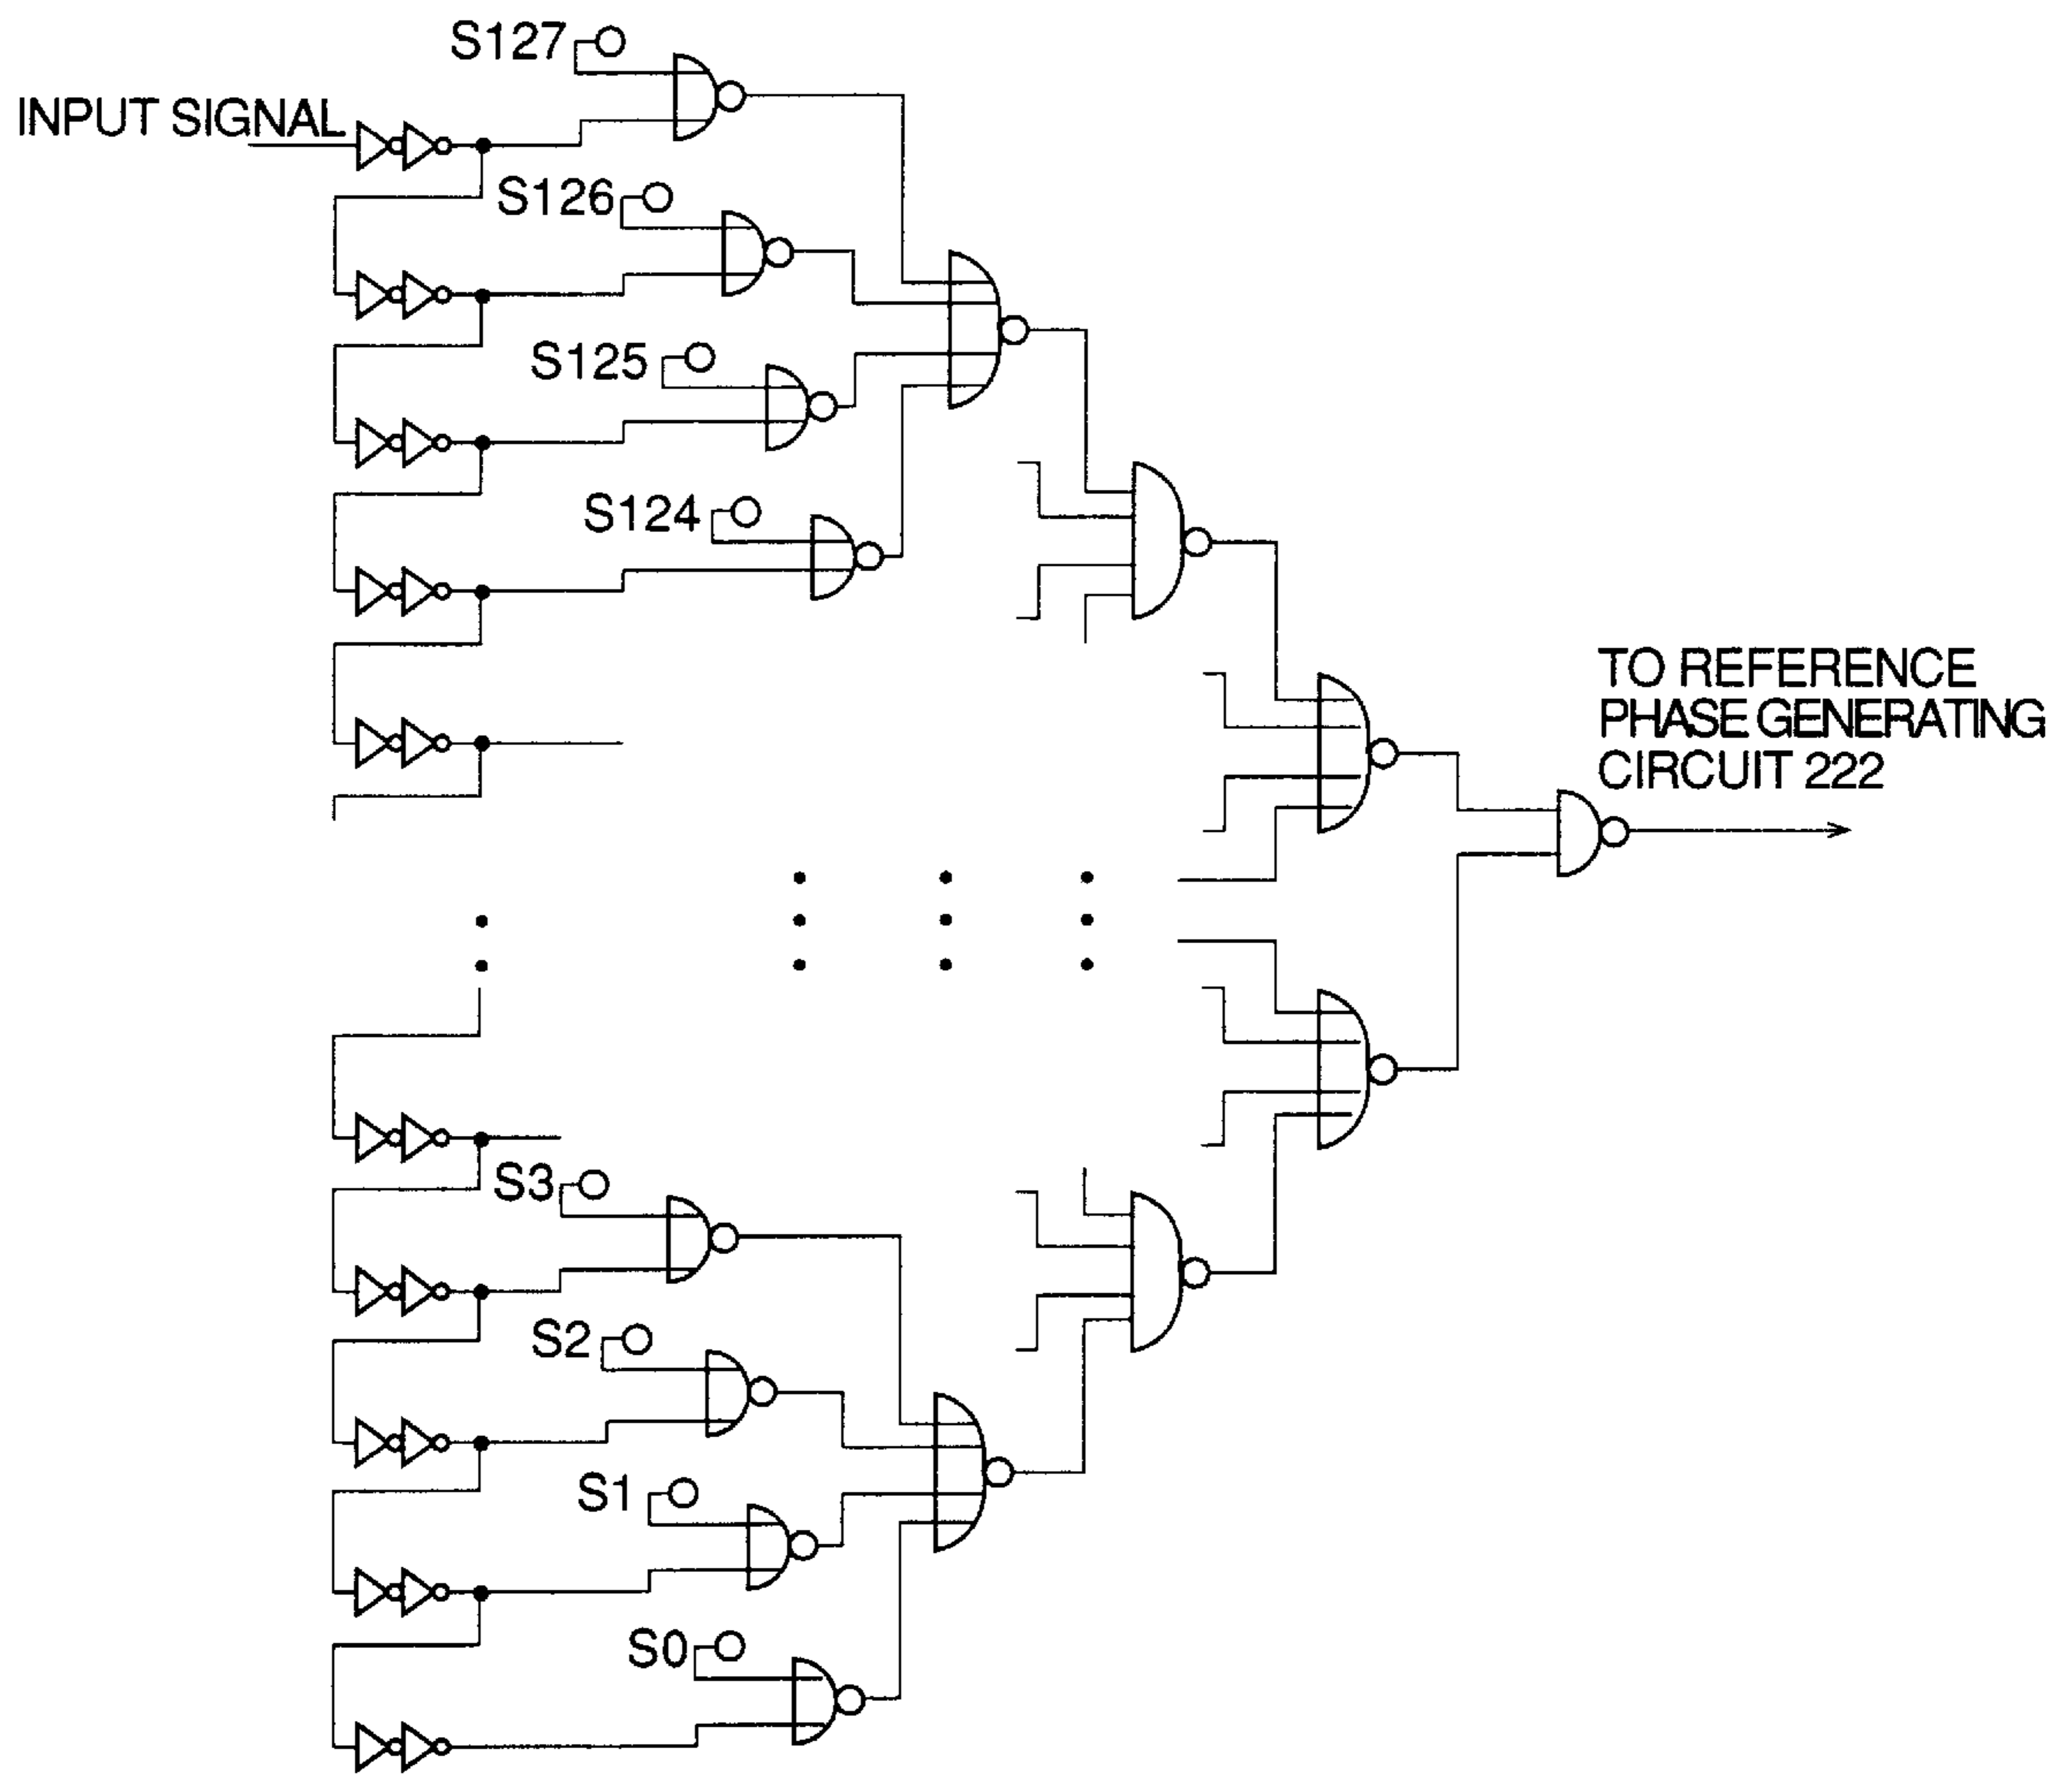 S127
INPUT SIGNAL
S126
S125
S124
TO REFERENCE
PHASE GENERATING
CIRCUIT 222
S3
S2
S1
S0